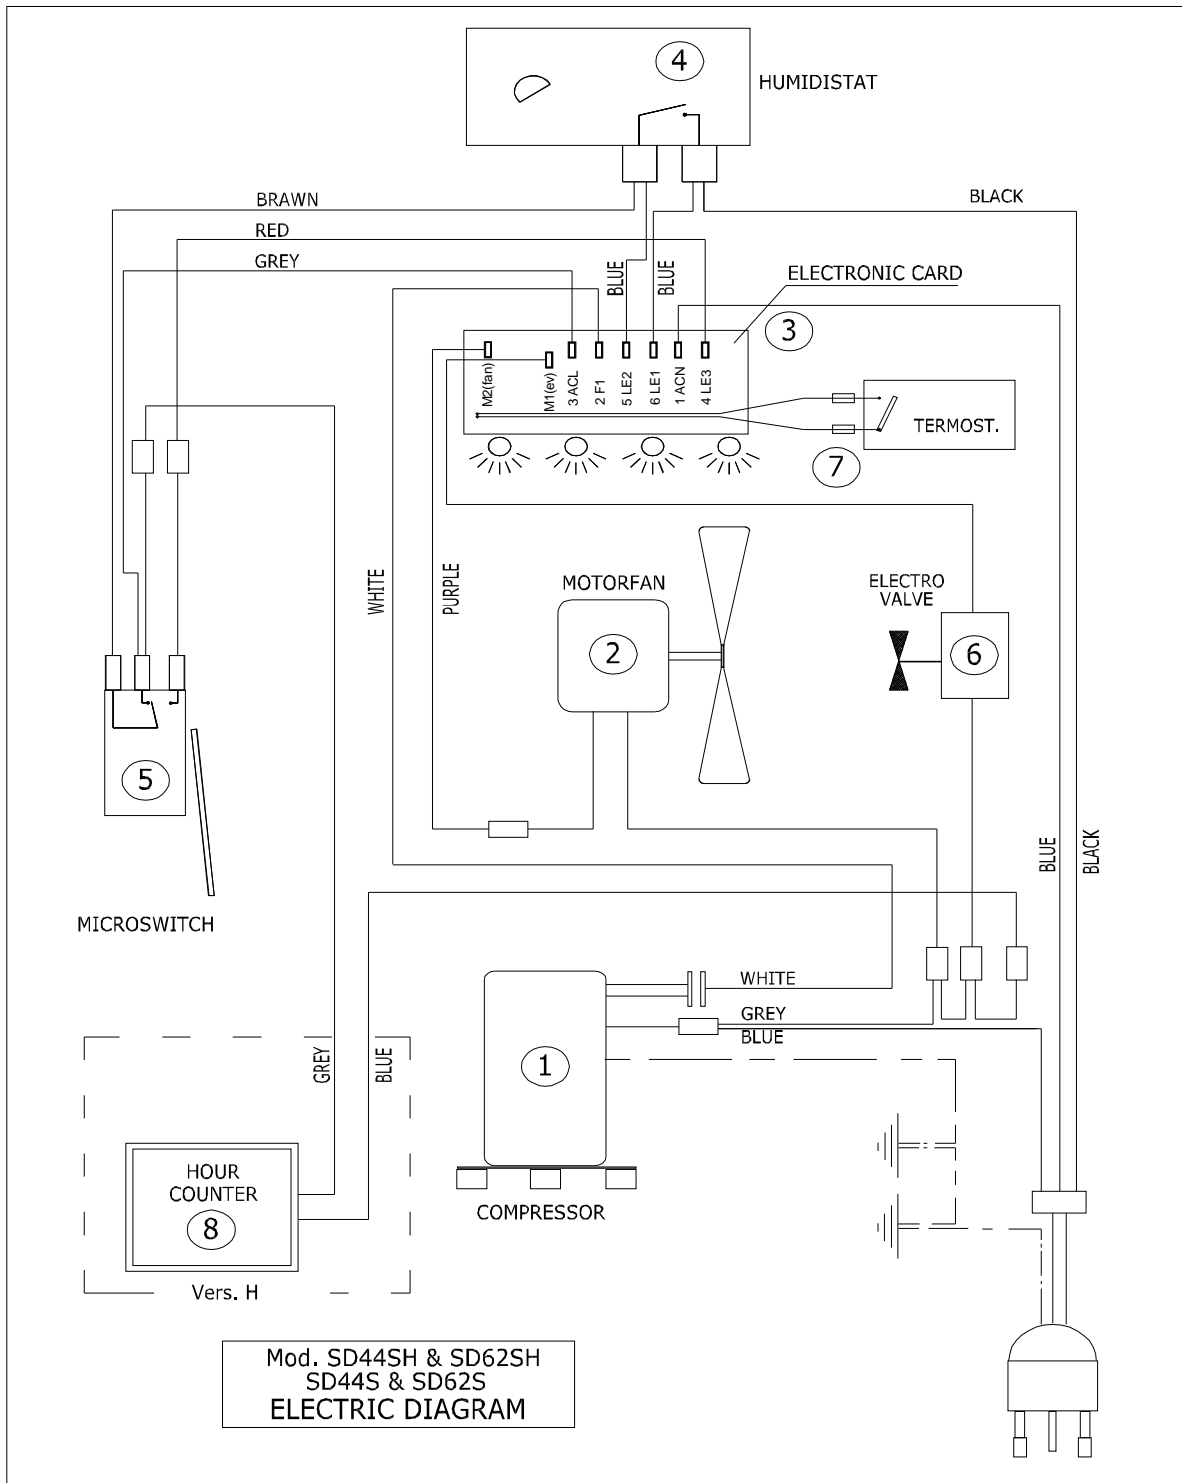 4
HUMIDISTAT
BRAWN
BLACK
RED
GREY
BLUE
BLUE
ELECTRONIC CARD
3
M2(fan)
M1(ev)
3 ACL
2 F1
5 LE2
6 LE1
1 ACN
4 LE3
TERMOST.
7
WHITE
PURPLE
MOTORFAN
2
ELECTRO
VALVE
6
5
MICROSWITCH
BLUE
BLACK
WHITE
GREY
BLUE
1
COMPRESSOR
GREY
BLUE
HOUR
COUNTER
8
Vers. H
Mod. SD44SH & SD62SH
SD44S & SD62S
ELECTRIC DIAGRAM